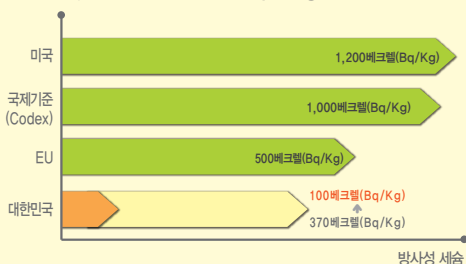 미국
1,200베크렐(Bq/Kg)
국제기준
(Codex)
1,000베크렐(Bq/Kg)
EU
500베크렐(Bq/Kg)
대한민국
100베크렐(Bq/Kg)
370베크렐(Bq/Kg)
방사성 세슘